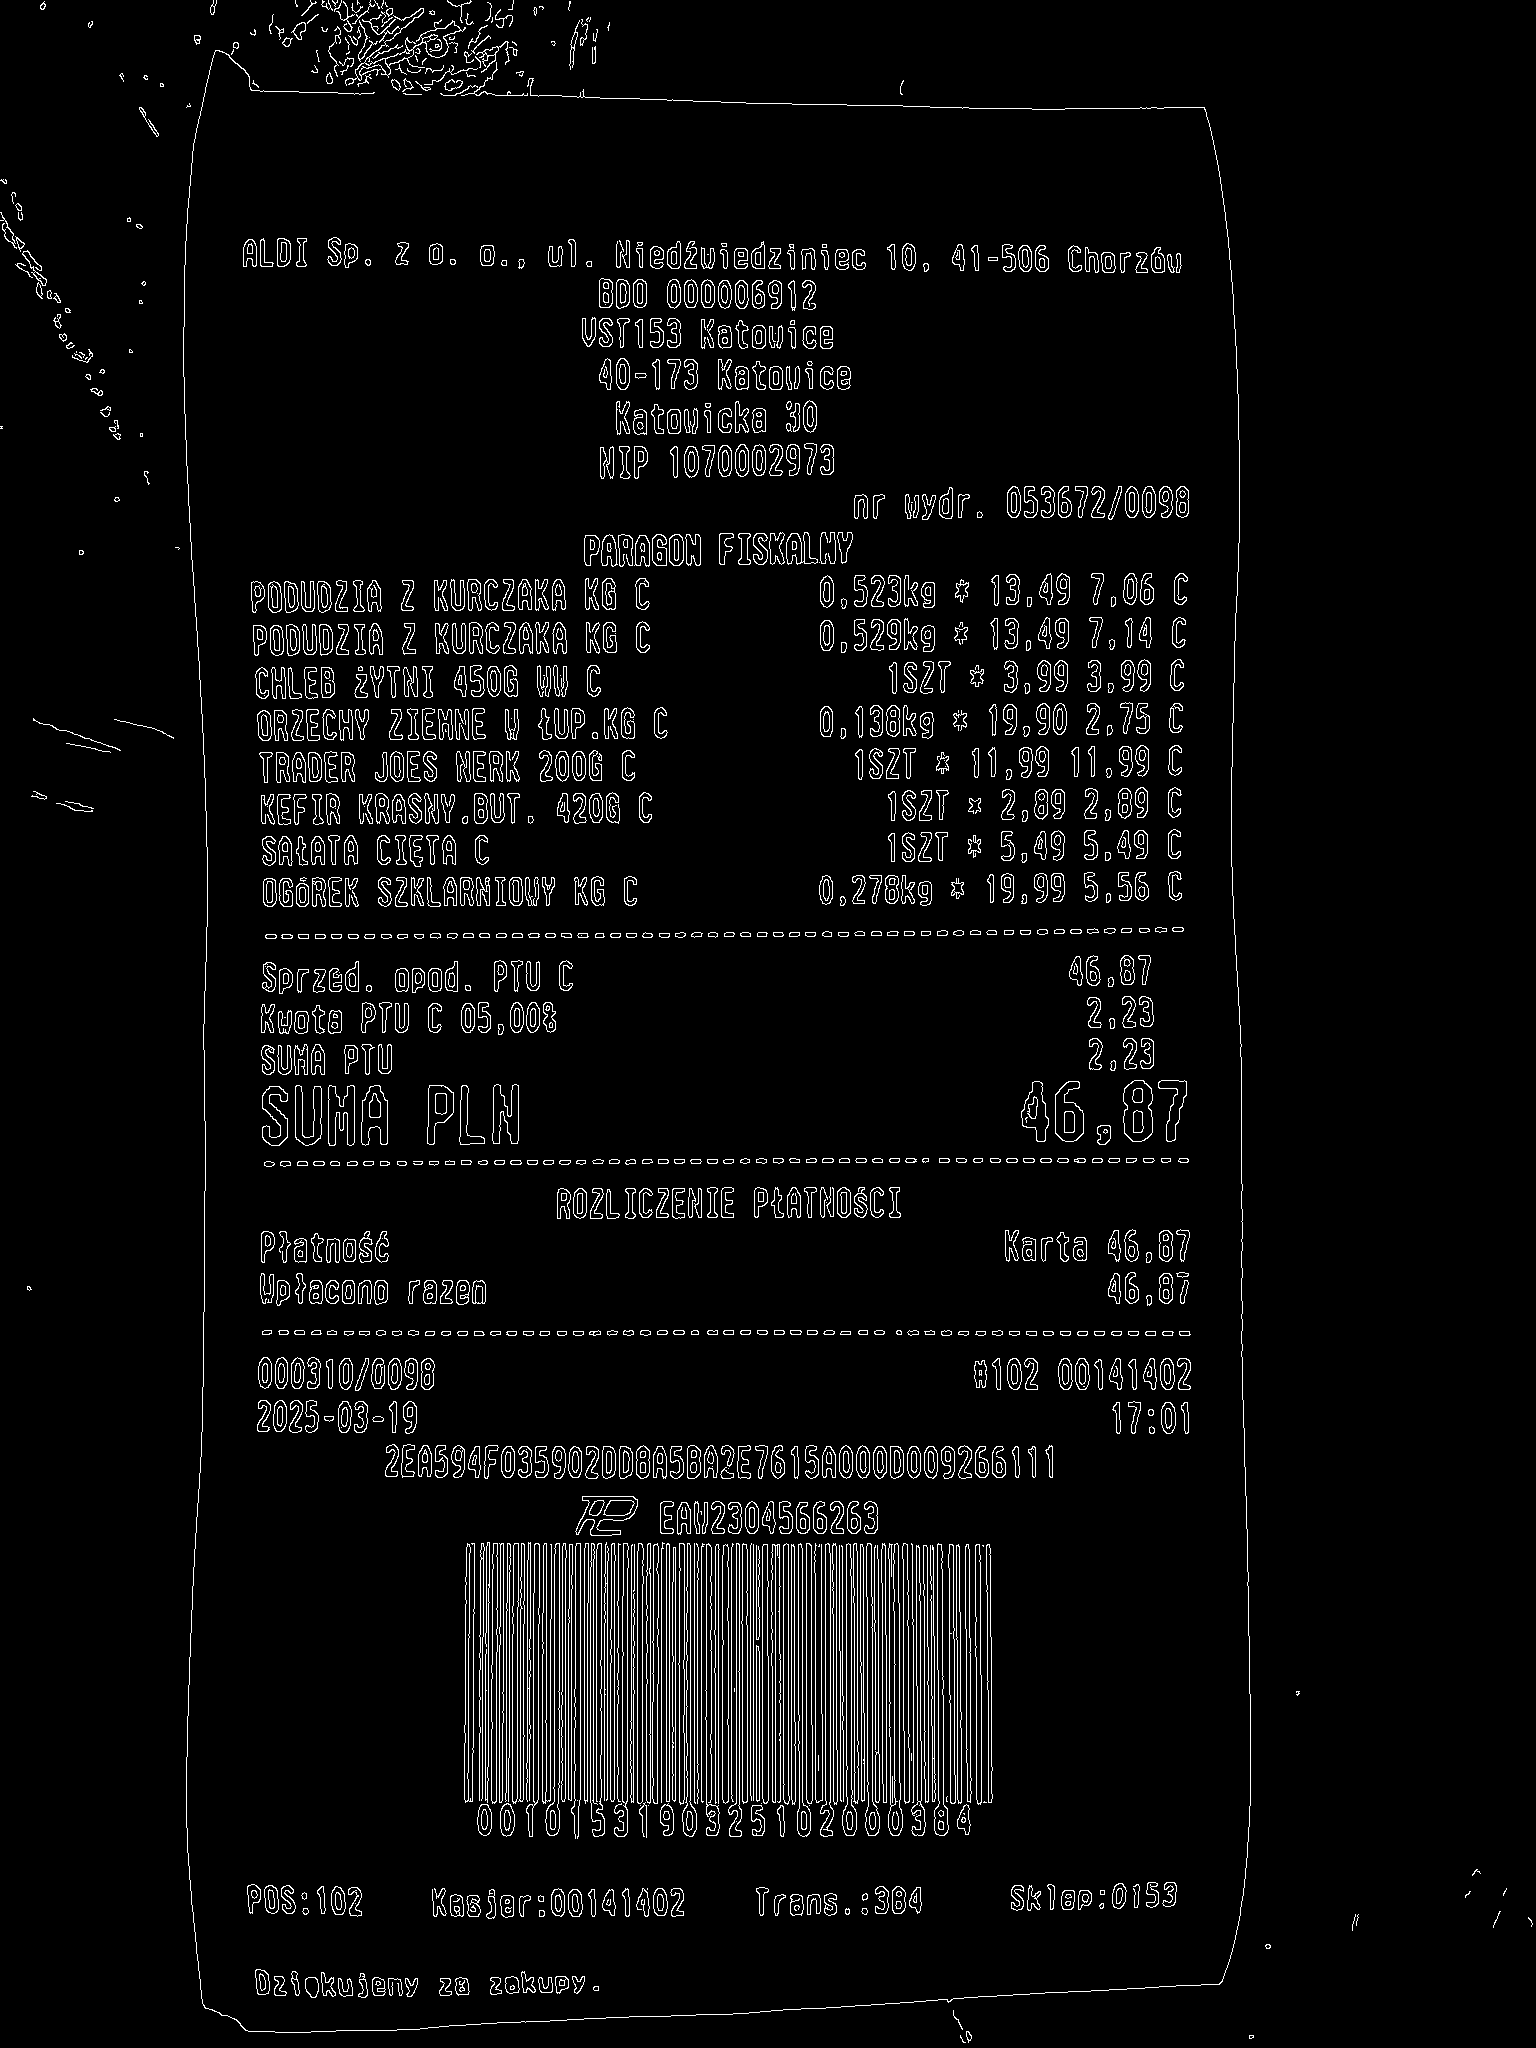 ALDI Sp. z o. o., ul. Niedźwiedziniec 10, 41-506 Chorzów
BDO 000006912
VST153 Katowice
40-173 Katowice
Katowicka 30
NIP 1070002973
nr wydr. 053672/0098
PARAGON FISKALNY
PODUDZIA Z KURCZAKA KG C 0,523kg * 13,49 7,06 C
PODUDZIA Z KURCZAKA KG C 0,529kg * 13,49 7,14 C
CHLEB ŻYTNI 450G WW C 1SZT * 3,99 3,99 C
ORZECHY ZIEMNE W ŁUP.KG C 0,138kg * 19,90 2,75 C
TRADER JOES NERK 200G C 1SZT * 11,99 11,99 C
KEFIR KRASNY.BUT. 420G C 1SZT * 2,89 2,89 C
SAŁATA CIĘTA C 1SZT * 5,49 5,49 C
OGÓREK SZKLARNIOWY KG C 0,278kg * 19,99 5,56 C
Sprzed. opod. PTU C 46,87
Kwota PTU C 05,00% 2,23
SUMA PTU 2,23
SUMA PLN 46,87
ROZLICZENIE PŁATNOŚCI
Płatność Karta 46,87
Wpłacono razem 46,87
000310/0098 #102 00141402
2025-03-19 17:01
2EA594F035902DD8A5BA2E7615A000D009266111
EAW2304566263
0010153190325102000384
POS:102 Kasjer:00141402 Trans.:384 Sklep:0153
Dziękujemy za zakupy.